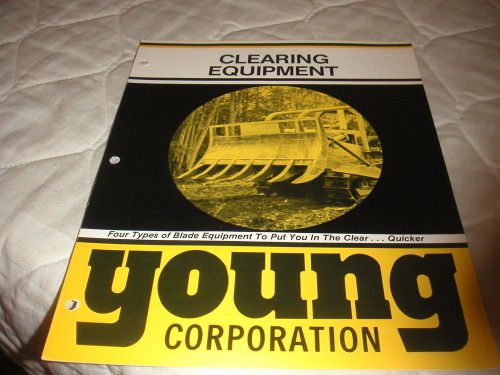 CLEARING
EQUIPMENT
Four Types of Blade Equipment To Put You In The Clear . . . Quicker
young
CORPORATION